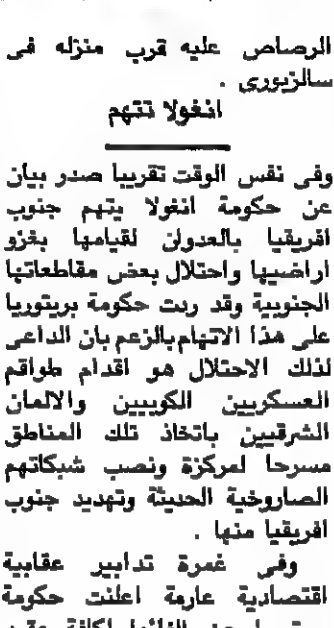 الرصاص عليه قرب منزله فى
سالزبورى .
انغولا تتهم
وفى نفس الوقت تقريبا صدر بيان
عن حكومة انغولا يتهم جنوب
افريقيا بالعدوان لقيامها بغزو
اراضيها واحتلال بعض مقاطعاتها
الجنوبية وقد ردت حكومة بريتوريا
على هذا الاتهام بالزعم بان الداعى
لذلك الاحتلال هو اقدام طواقم
العسكريين الكوبيين والالمان
الشرقيين باتخاذ تلك المناطق
مسرحا لمركزة ونصب شبكاتهم
الصاروخية الحديثة وتهديد جنوب
افريقيا منها .
وفى غمرة تدابير عقابية
اقتصادية عارمة اعلنت حكومة